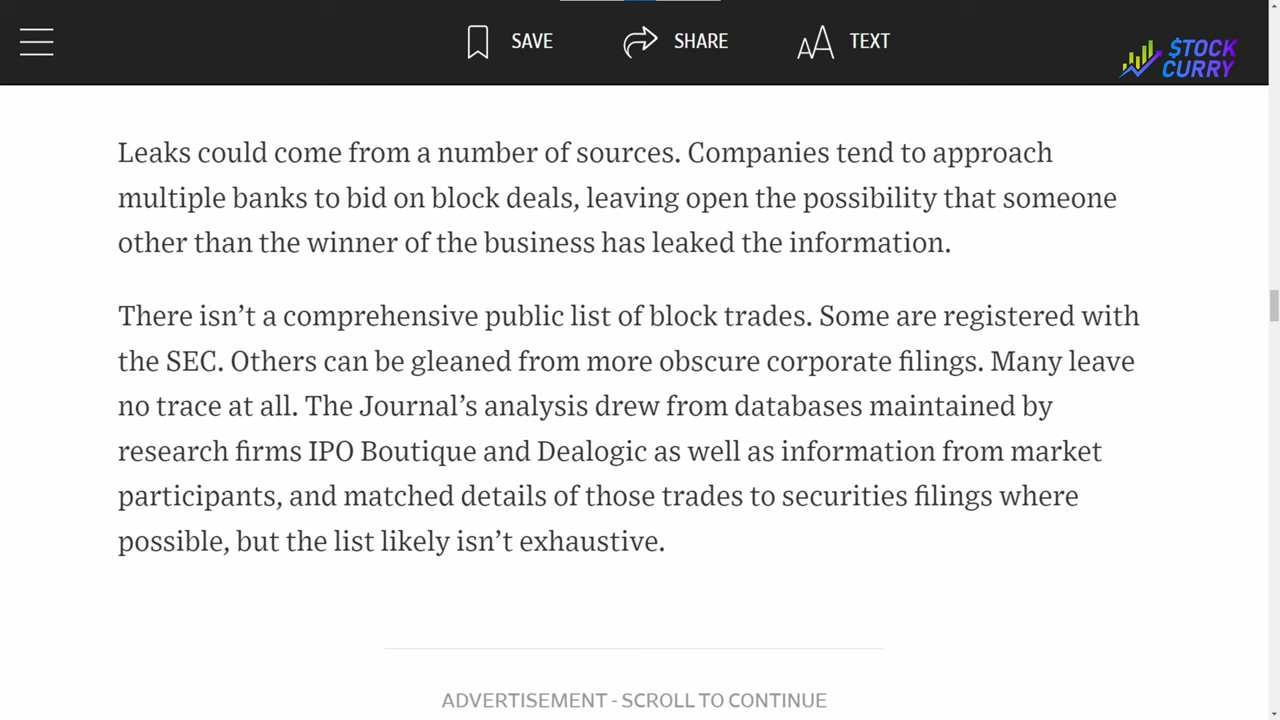 SAVE
SHARE
AA TEXT
$TOCK
CURRY
Leaks could come from a number of sources. Companies tend to approach
multiple banks to bid on block deals, leaving open the possibility that someone
other than the winner of the business has leaked the information.
There isn’t a comprehensive public list of block trades. Some are registered with
the SEC. Others can be gleaned from more obscure corporate filings. Many leave
no trace at all. The Journal’s analysis drew from databases maintained by
research firms IPO Boutique and Dealogic as well as information from market
participants, and matched details of those trades to securities filings where
possible, but the list likely isn’t exhaustive.
ADVERTISEMENT - SCROLL TO CONTINUE